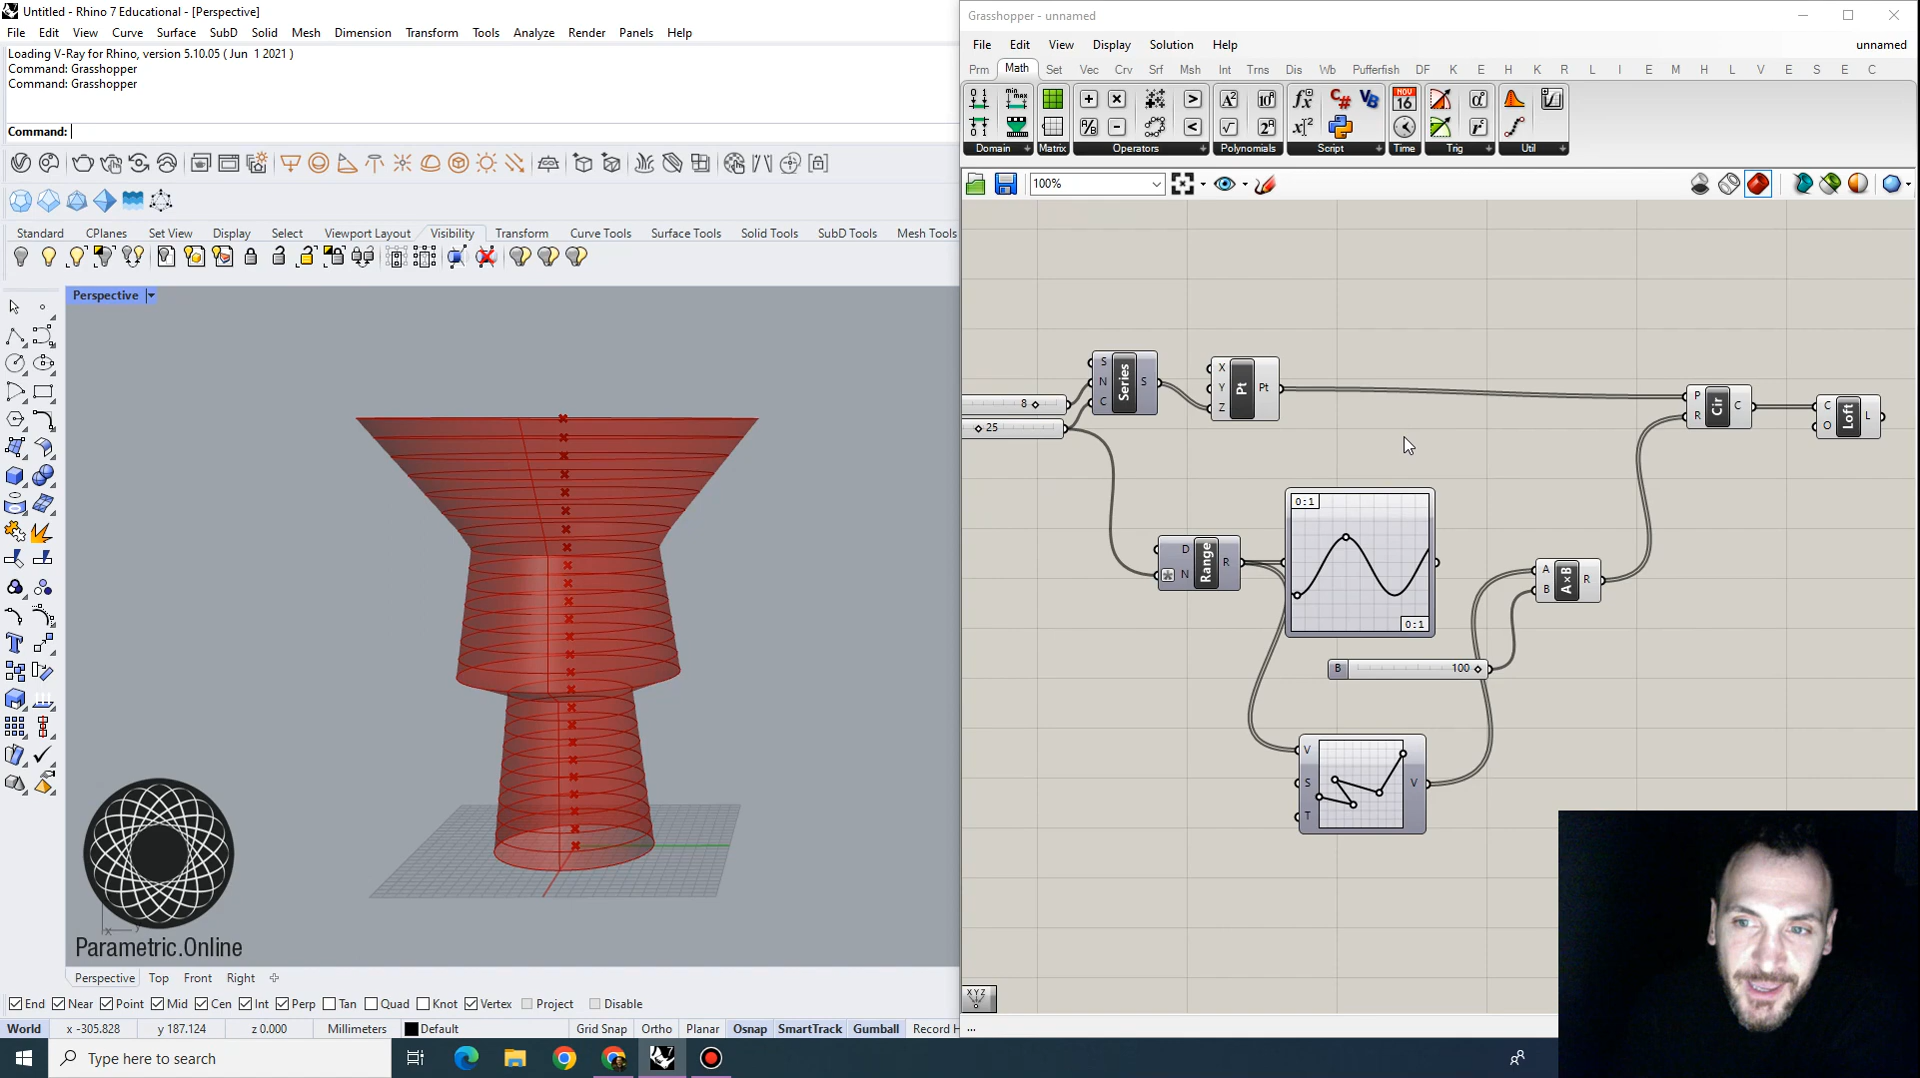 Untitled - Rhino 7 Educational - [Perspective]
File Edit View Curve Surface SubD Solid Mesh Dimension Transform Tools Analyze Render Panels Help
Loading V-Ray for Rhino, version 5.10.05 ( Jun 1 2021 )
Command: Grasshopper
Command: Grasshopper
Command:
Standard CPlanes Set View Display Select Viewport Layout Visibility Transform Curve Tools Surface Tools Solid Tools SubD Tools Mesh Tools
Perspective
Parametric.Online
Perspective Top Front Right
End Near Point Mid Cen Int Perp Tan Quad Knot Vertex Project Disable
World x -305.828 y 187.124 z 0.000 Millimeters Default Grid Snap Ortho Planar Osnap SmartTrack Gumball Record H
Type here to search
Grasshopper - unnamed
File Edit View Display Solution Help unnamed
Prm Math Set Vec Crv Srf Msh Int Trns Dis Wb Pufferfish DF K E H K R L I E M H L V E S E C
Domain Matrix Operators Polynomials Script Time Trig Util
100%
S N C Series S
X Y Z Pt Pt
8
25
P R Cir C
C O Loft L
0:1
0:1
D N Range R
A B A×B R
B 100
V S T V
XYZ
...